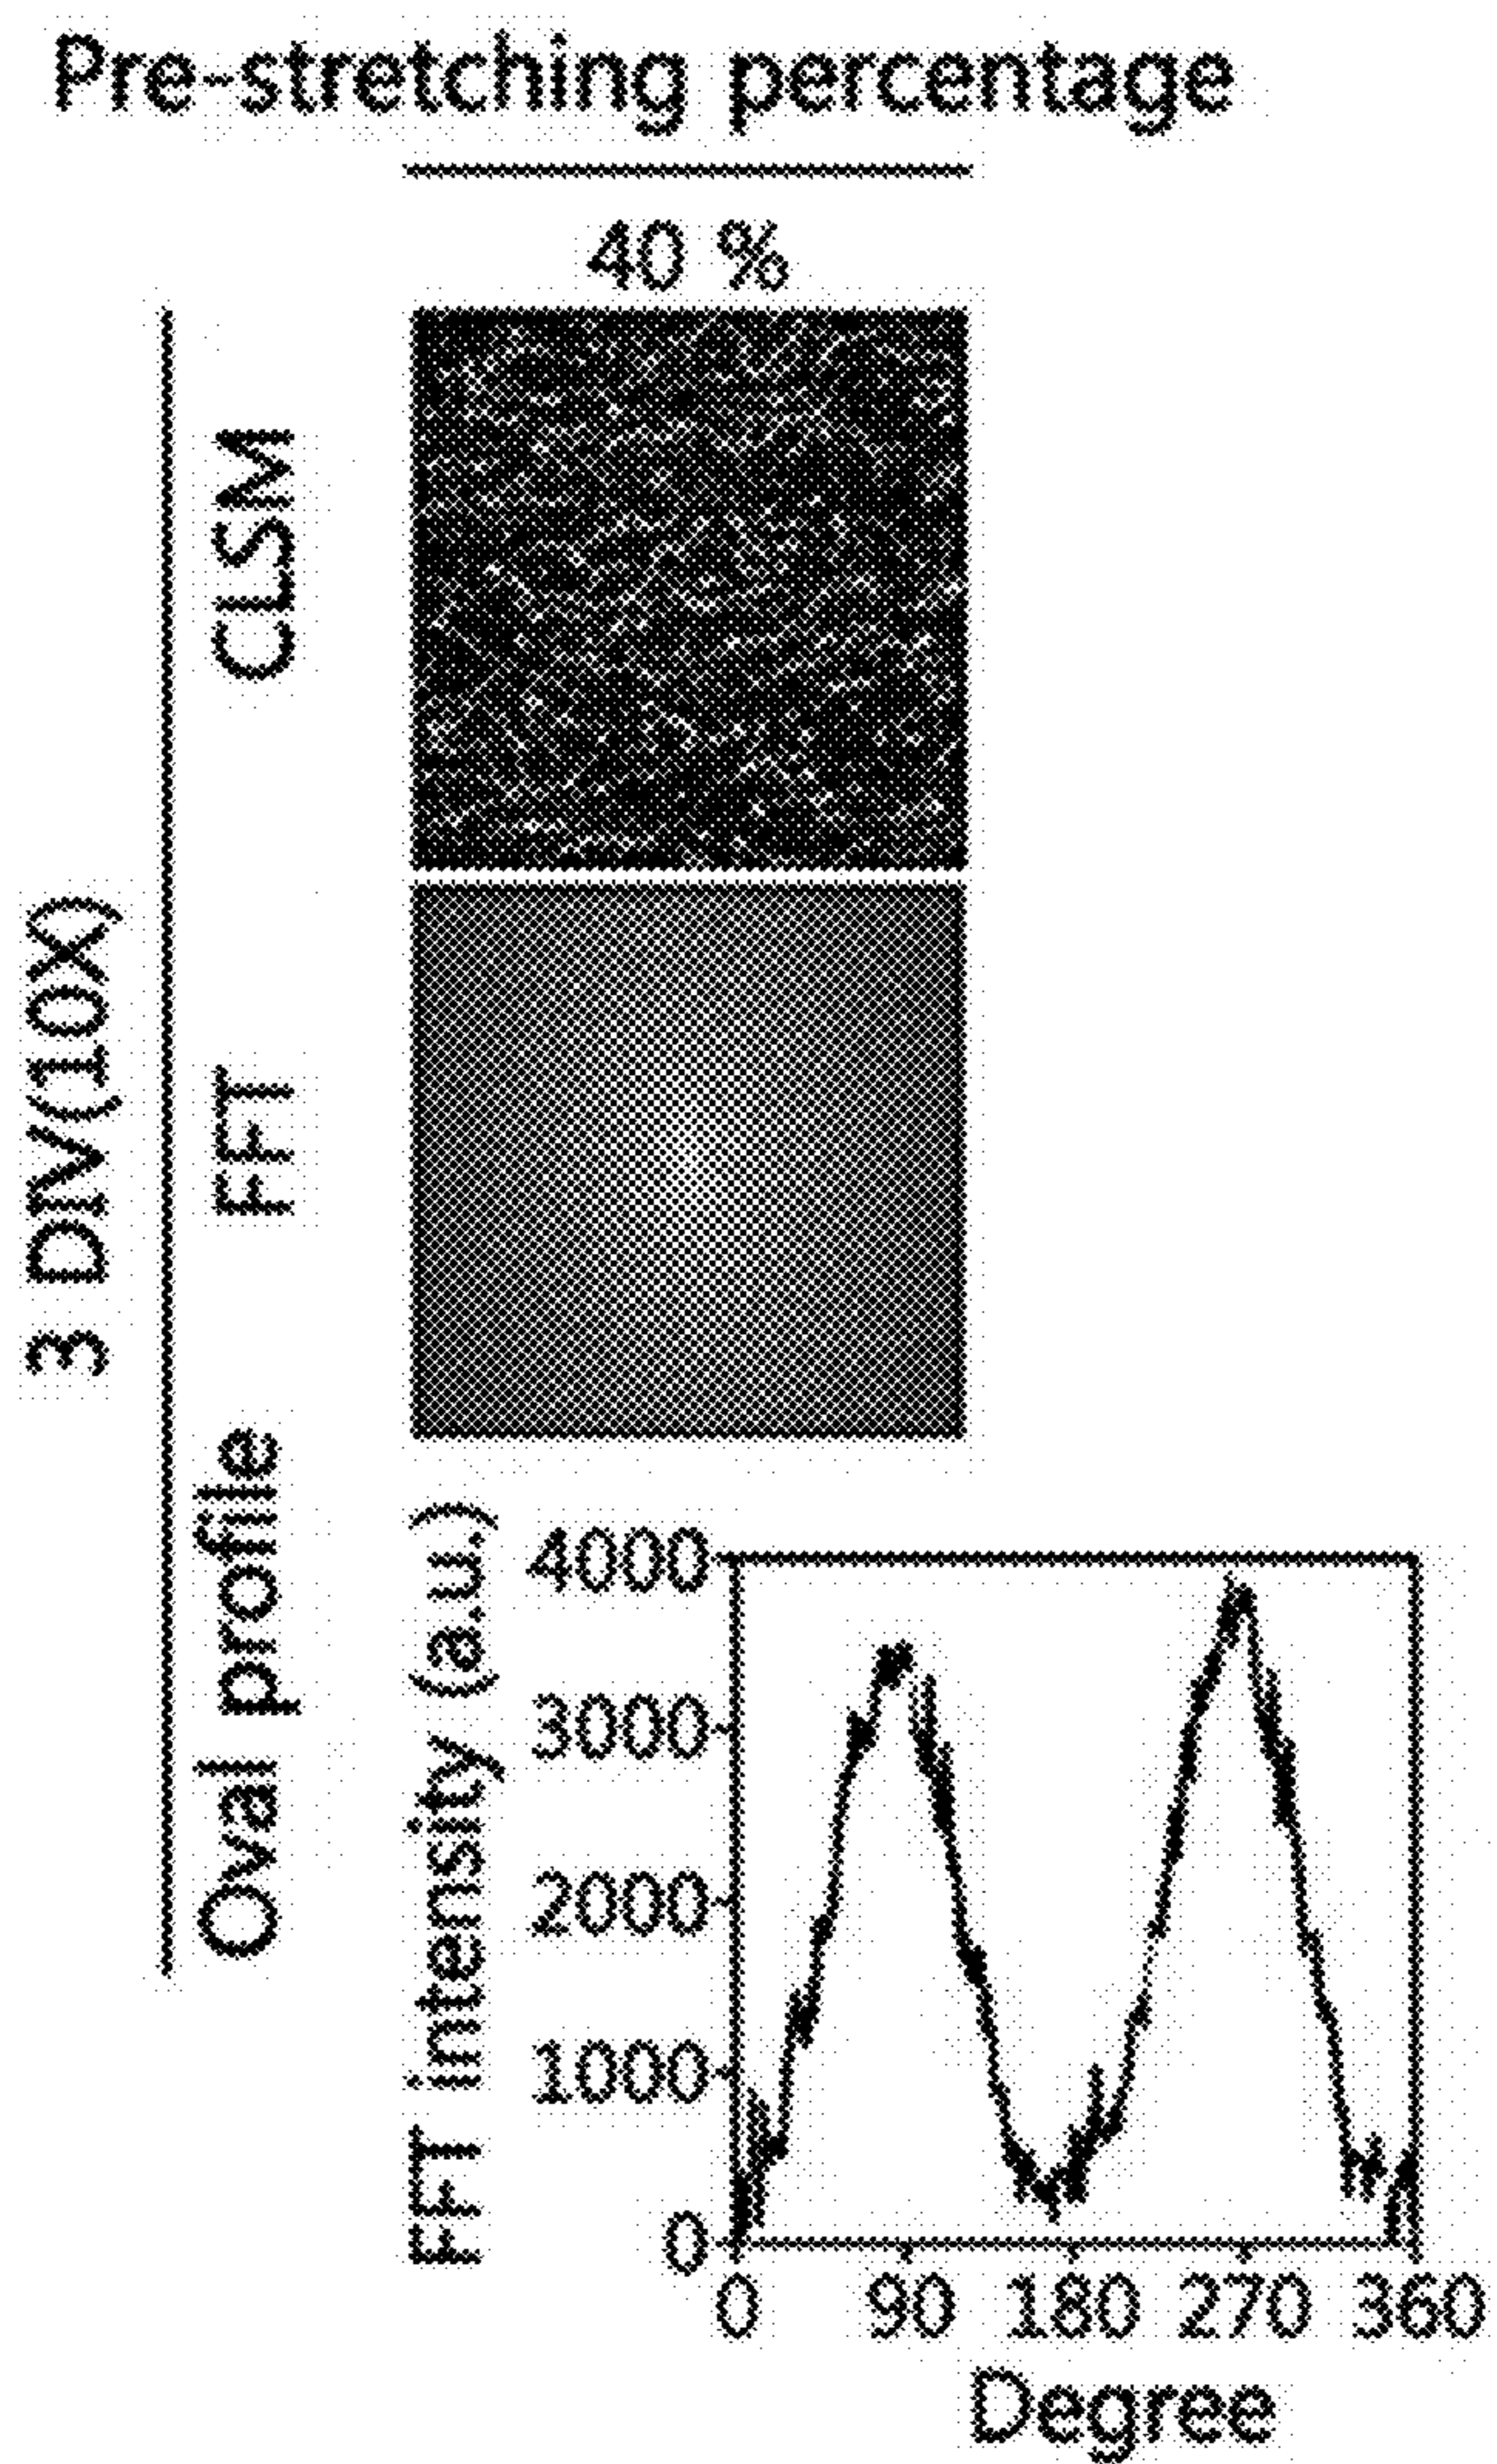 Pre-stretching percentage
40 %
3 DIV(10X)
CLSM
FFT
Oval profile
FFT intensity (a.u.)
4000
3000
2000
1000
0
0 90 180 270 360
Degree